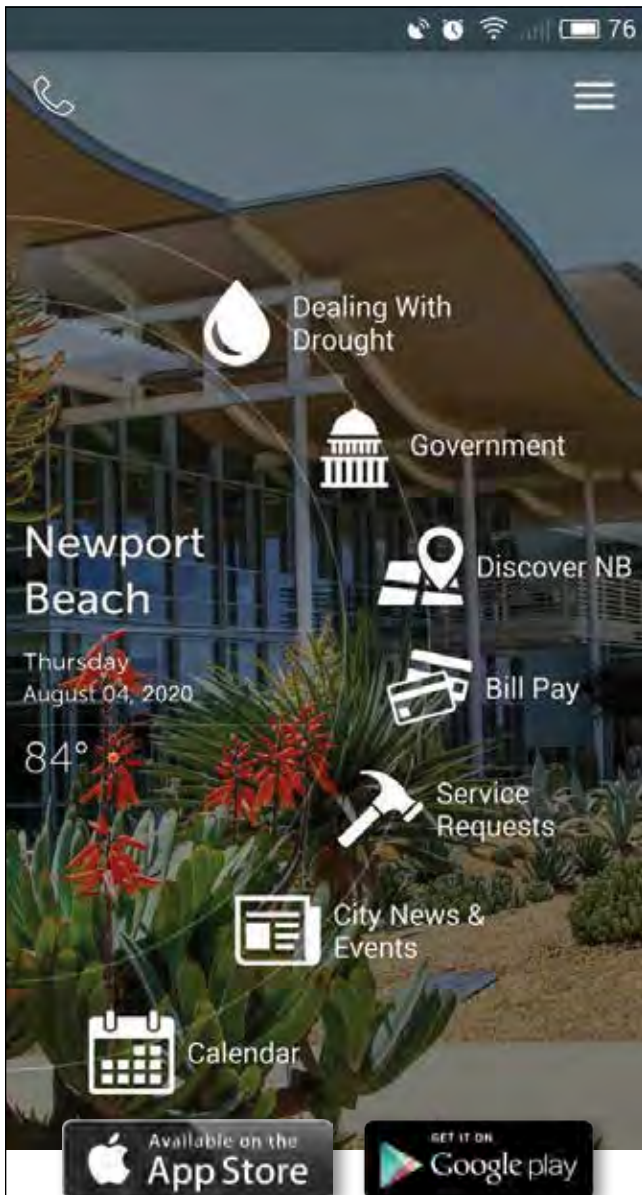 76
Dealing With
Drought
Government
Newport
Beach
Discover NB
Thursday
August 04, 2020
Bill Pay
84°
Service
Requests
City News &
Events
Calendar
Available on the
App Store
GET IT ON
Google play